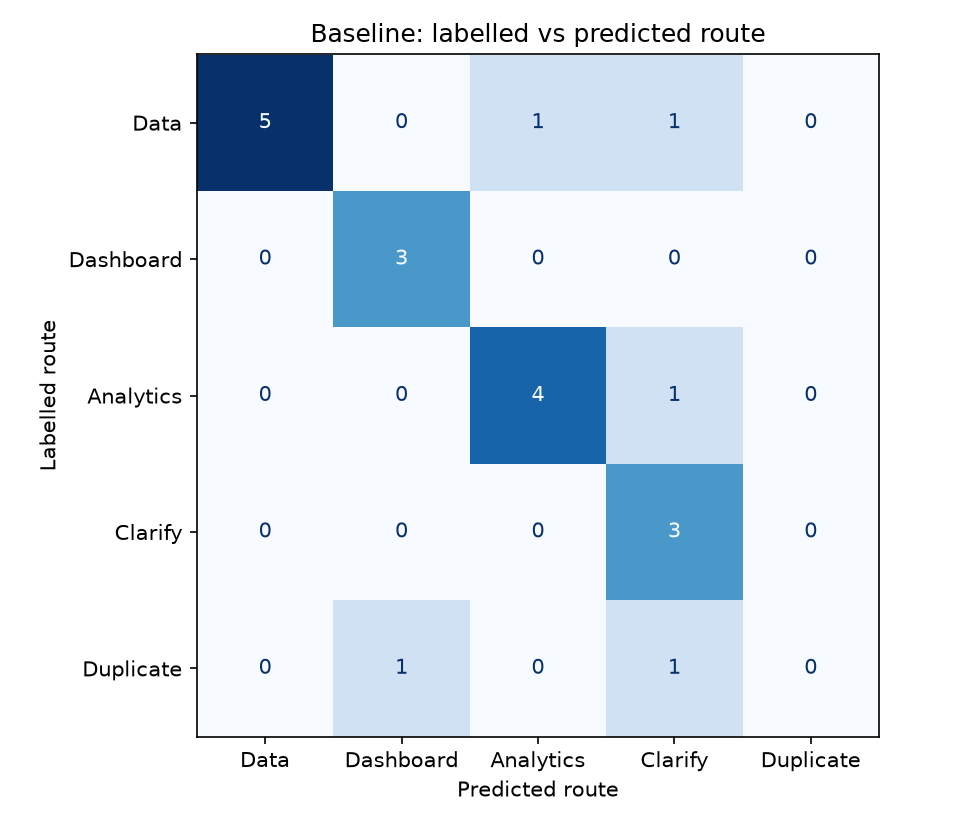 Baseline: labelled vs predicted route
Data 5 0 1 1 0
Dashboard 0 3 0 0 0
Analytics 0 0 4 1 0
Clarify 0 0 0 3 0
Duplicate 0 1 0 1 0
Labelled route
Data Dashboard Analytics Clarify Duplicate
Predicted route